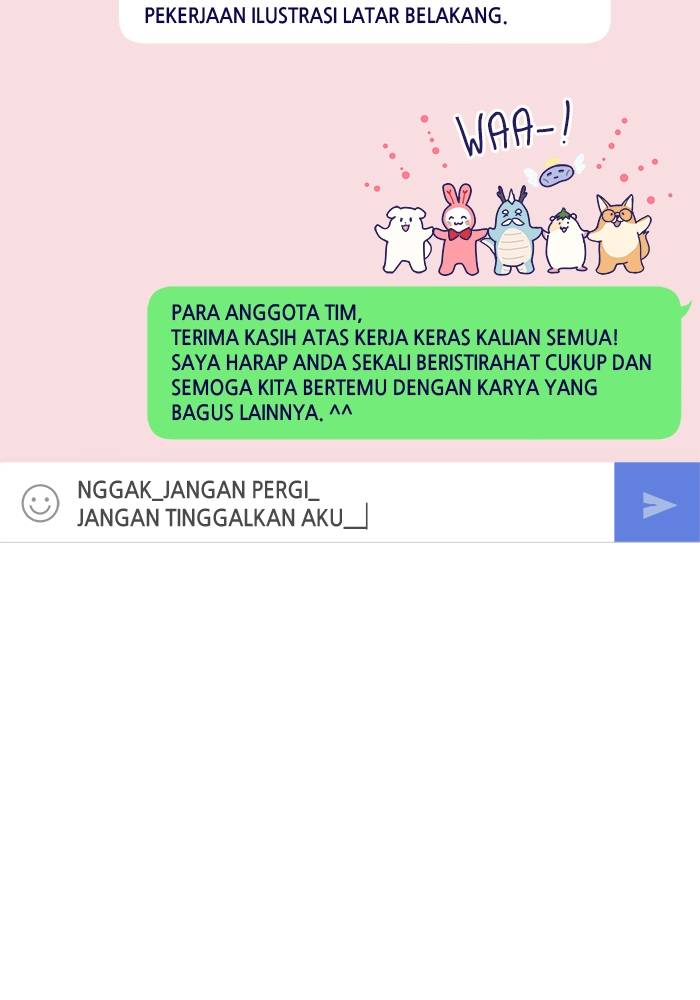 PEKERJAAN ILUSTRASI LATAR BELAKANG.
WAA-!
PARA ANGGOTA TIM,
TERIMA KASIH ATAS KERJA KERAS KALIAN SEMUA!
SAYA HARAP ANDA SEKALI BERISTIRAHAT CUKUP DAN
SEMOGA KITA BERTEMU DENGAN KARYA YANG
BAGUS LAINNYA. ^^
NGGAK_JANGAN PERGI_
JANGAN TINGGALKAN AKU__